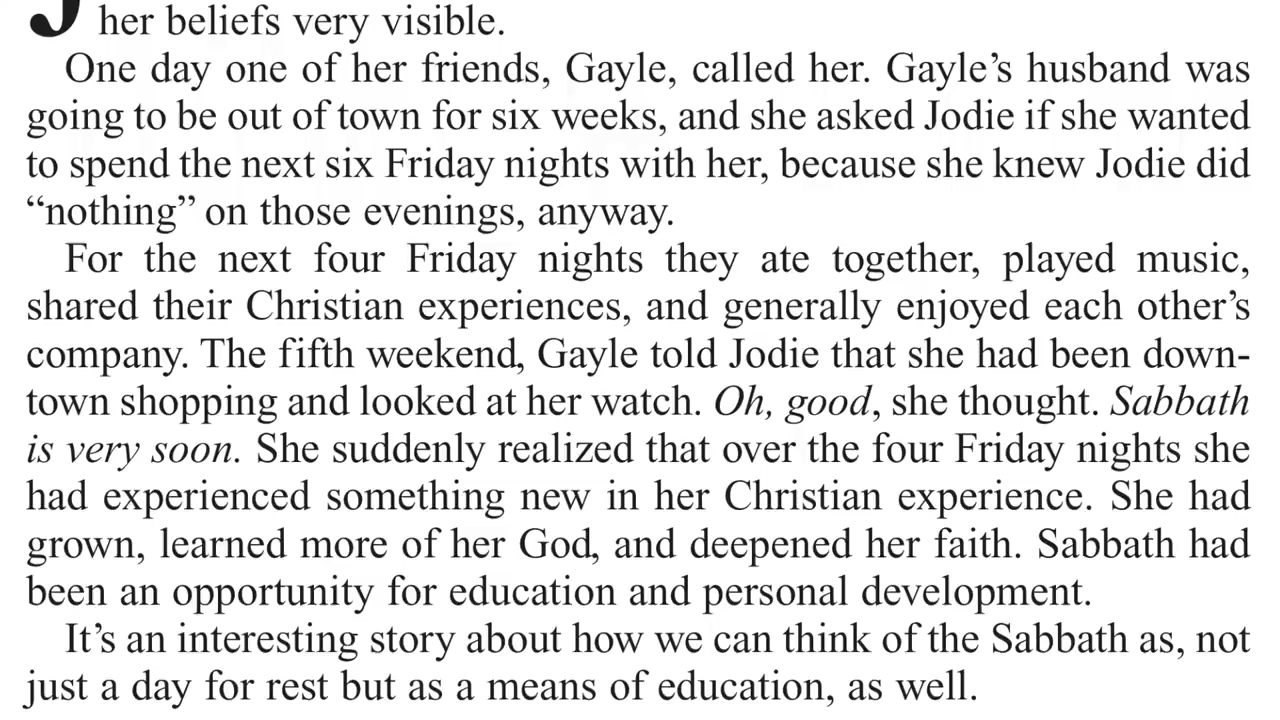 J her beliefs very visible.
One day one of her friends, Gayle, called her. Gayle’s husband was
going to be out of town for six weeks, and she asked Jodie if she wanted
to spend the next six Friday nights with her, because she knew Jodie did
“nothing” on those evenings, anyway.
For the next four Friday nights they ate together, played music,
shared their Christian experiences, and generally enjoyed each other’s
company. The fifth weekend, Gayle told Jodie that she had been down-
town shopping and looked at her watch. Oh, good, she thought. Sabbath
is very soon. She suddenly realized that over the four Friday nights she
had experienced something new in her Christian experience. She had
grown, learned more of her God, and deepened her faith. Sabbath had
been an opportunity for education and personal development.
It’s an interesting story about how we can think of the Sabbath as, not
just a day for rest but as a means of education, as well.